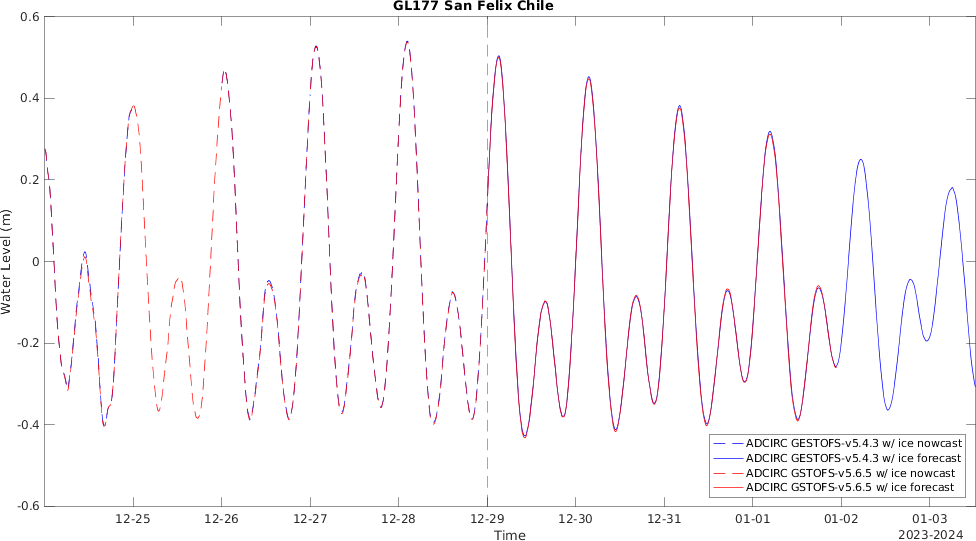 GL177 San Felix Chile
0.6
0.4
0.2
0
-0.2
-0.4
-0.6
Water Level (m)
12-25 12-26 12-27 12-28 12-29 12-30 12-31 01-01 01-02 01-03
Time
2023-2024
ADCIRC GESTOFS-v5.4.3 w/ ice nowcast
ADCIRC GESTOFS-v5.4.3 w/ ice forecast
ADCIRC GSTOFS-v5.6.5 w/ ice nowcast
ADCIRC GSTOFS-v5.6.5 w/ ice forecast